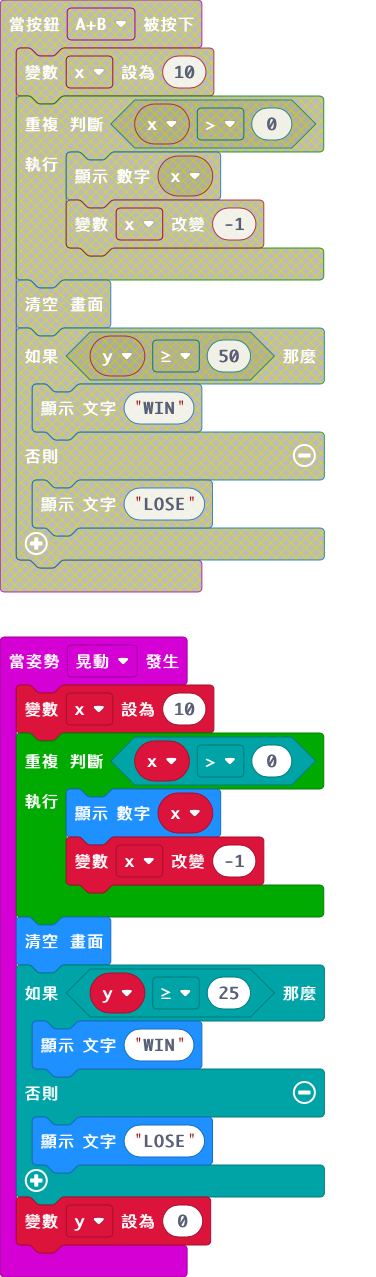 當按鈕 A+B 被按下
變數 x 設為 10
重複 判斷 x > 0
執行 顯示 數字 x
變數 x 改變 -1
清空 畫面
如果 y ≥ 50 那麼
顯示 文字 "WIN"
否則
顯示 文字 "LOSE"
當姿勢 晃動 發生
變數 x 設為 10
重複 判斷 x > 0
執行 顯示 數字 x
變數 x 改變 -1
清空 畫面
如果 y ≥ 25 那麼
顯示 文字 "WIN"
否則
顯示 文字 "LOSE"
變數 y 設為 0